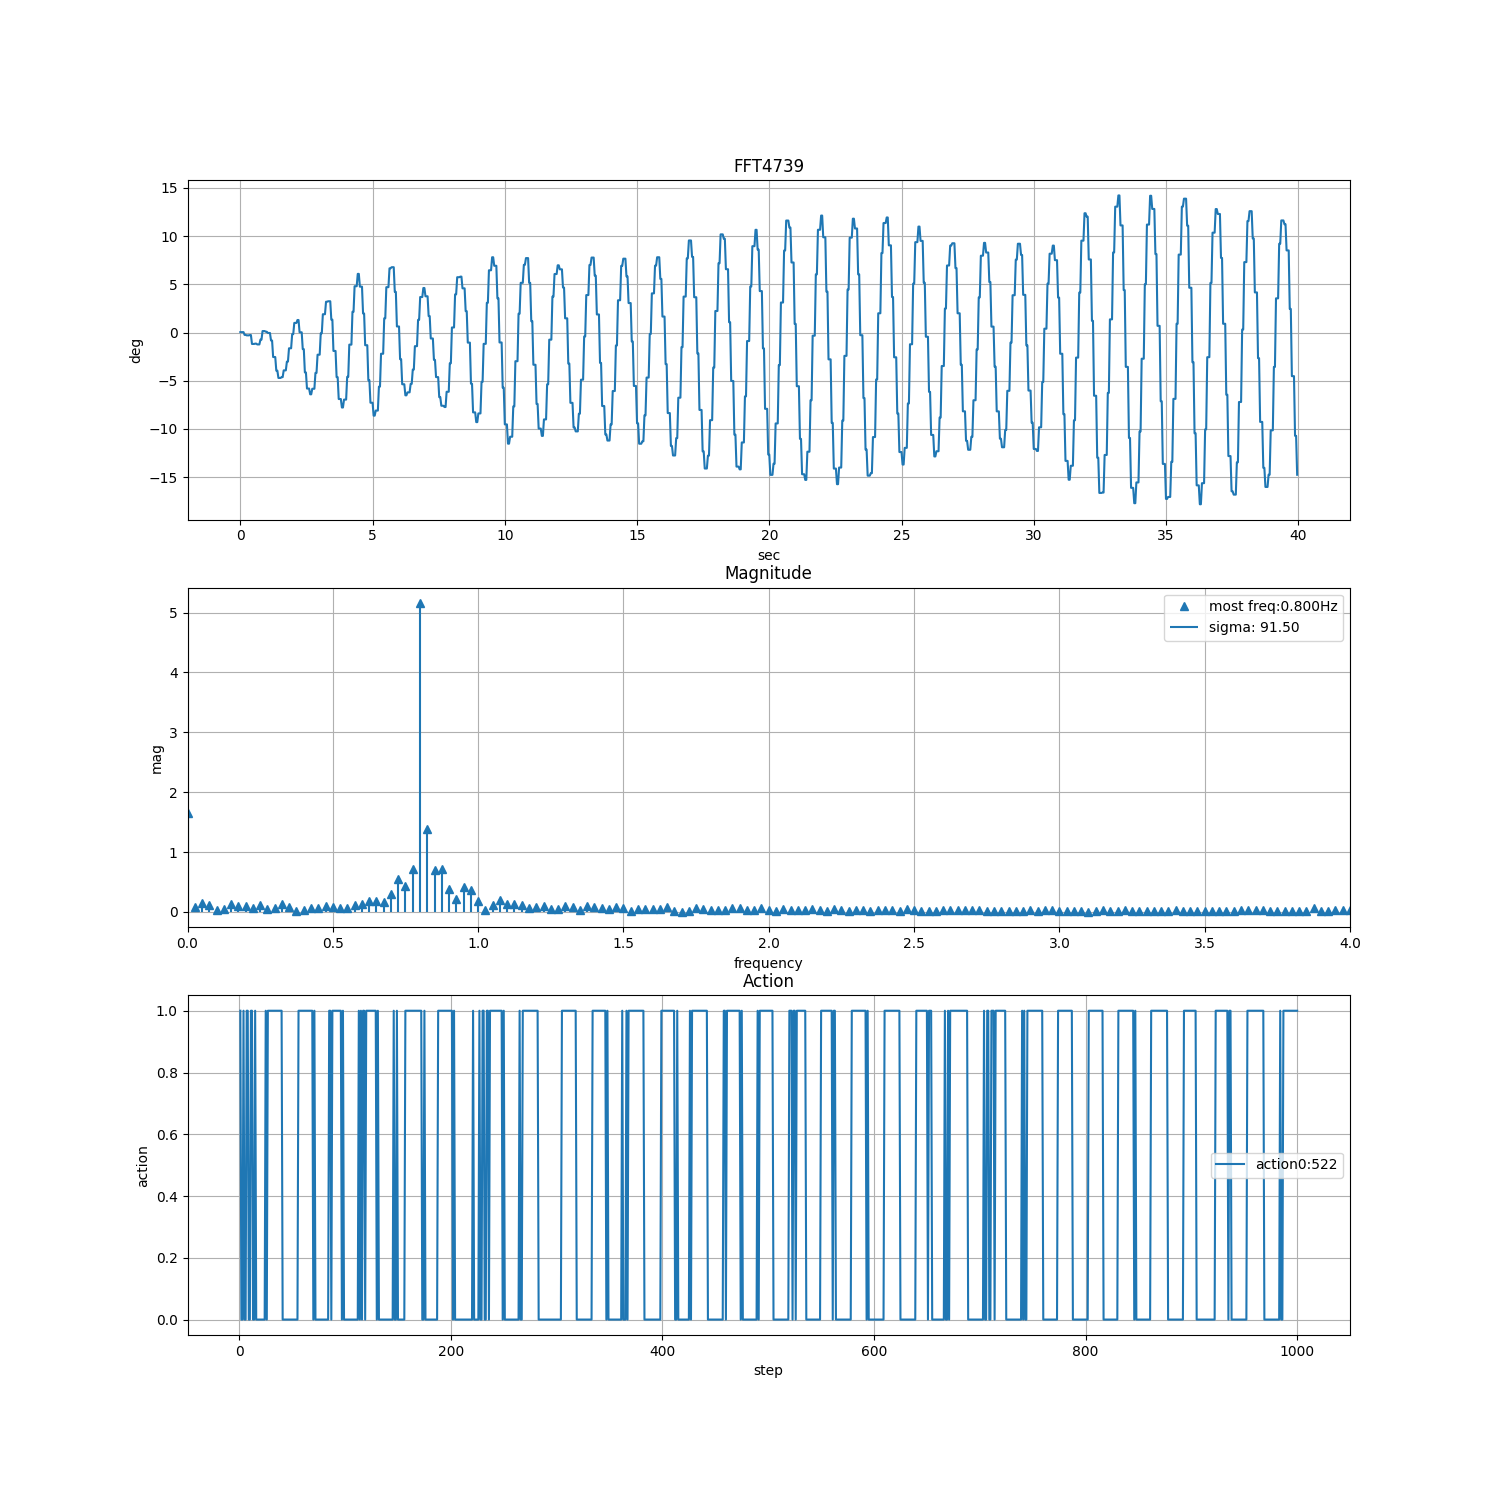 FFT4739
15
10
5
0
−5
−10
−15
deg
0 5 10 15 20 25 30 35 40
sec
Magnitude
most freq:0.800Hz
sigma: 91.50
5
4
3
2
1
0
mag
0.0 0.5 1.0 1.5 2.0 2.5 3.0 3.5 4.0
frequency
Action
1.0
0.8
0.6
0.4
0.2
0.0
action
action0:522
0 200 400 600 800 1000
step